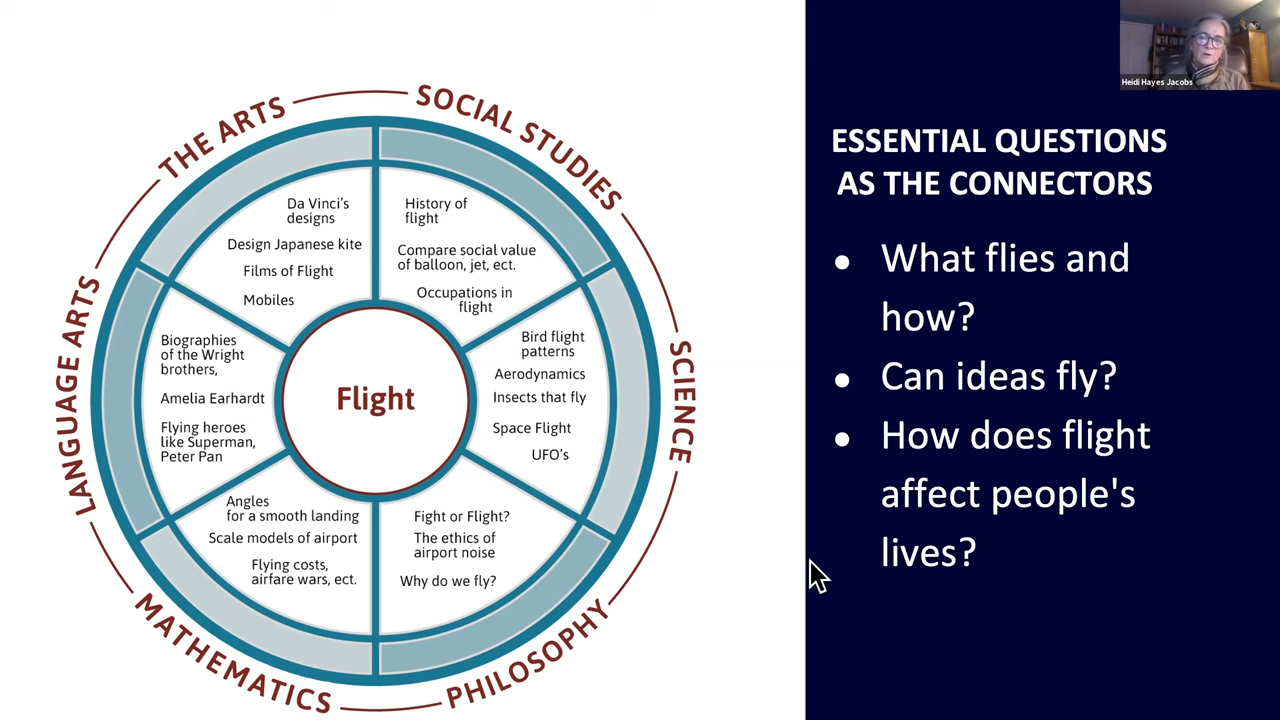 THE ARTS
SOCIAL STUDIES
SCIENCE
PHILOSOPHY
MATHEMATICS
LANGUAGE ARTS
Da Vinci's
designs
Design Japanese kite
Films of Flight
Mobiles
History of
flight
Compare social value
of balloon, jet, ect.
Occupations in
flight
Bird flight
patterns
Aerodynamics
Insects that fly
Space Flight
UFO's
Fight or Flight?
The ethics of
airport noise
Why do we fly?
Angles
for a smooth landing
Scale models of airport
Flying costs,
airfare wars, ect.
Biographies
of the Wright
brothers,
Amelia Earhardt
Flying heroes
like Superman,
Peter Pan
Flight
Heidi Hayes Jacobs
ESSENTIAL QUESTIONS
AS THE CONNECTORS
• What flies and
how?
• Can ideas fly?
• How does flight
affect people's
lives?